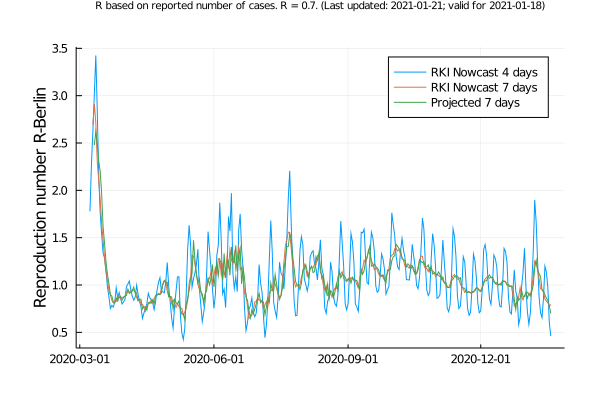 R based on reported number of cases. R = 0.7. (Last updated: 2021-01-21; valid for 2021-01-18)
3.5
3.0
2.5
2.0
1.5
1.0
0.5
Reproduction number R-Berlin
RKI Nowcast 4 days
RKI Nowcast 7 days
Projected 7 days
2020-03-01
2020-06-01
2020-09-01
2020-12-01